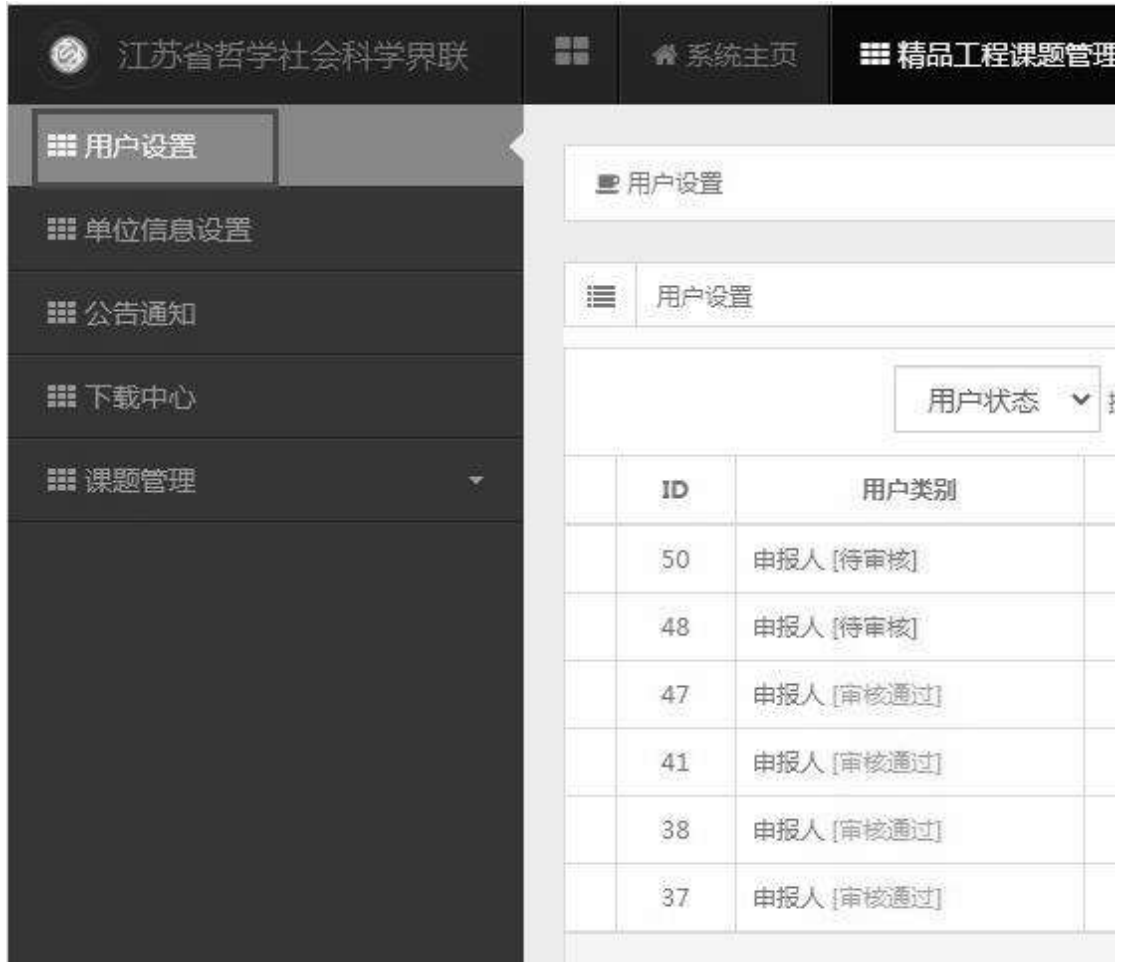 江苏省哲学社会科学界联
系统主页
精品工程课题管理
用户设置
单位信息设置
公告通知
下载中心
课题管理
用户设置
用户设置
用户状态
ID 用户类别
50 申报人 [待审核]
48 申报人 [待审核]
47 申报人 [审核通过]
41 申报人 [审核通过]
38 申报人 [审核通过]
37 申报人 [审核通过]